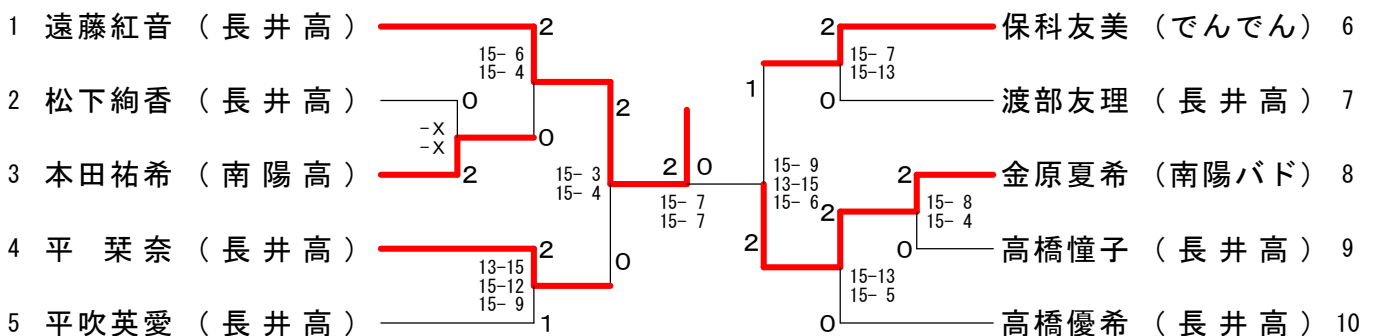 1 遠藤紅音 （長井高） 2 2 保科友美 （でんでん） 6
15- 6
15- 4
15- 7
15-13
2 松下絢香 （長井高） 0 2 1 0 渡部友理 （長井高） 7
-X
-X
0
3 本田祐希 （南陽高） 2 2 0 2 金原夏希 （南陽バド） 8
15- 3
15- 4
15- 7
15- 7
15- 9
13-15
15- 6
2
15- 8
15- 4
4 平　栞奈 （長井高） 2 0 2 0 高橋憧子 （長井高） 9
13-15
15-12
15- 9
15-13
15- 5
5 平吹英愛 （長井高） 1 0 高橋優希 （長井高） 10